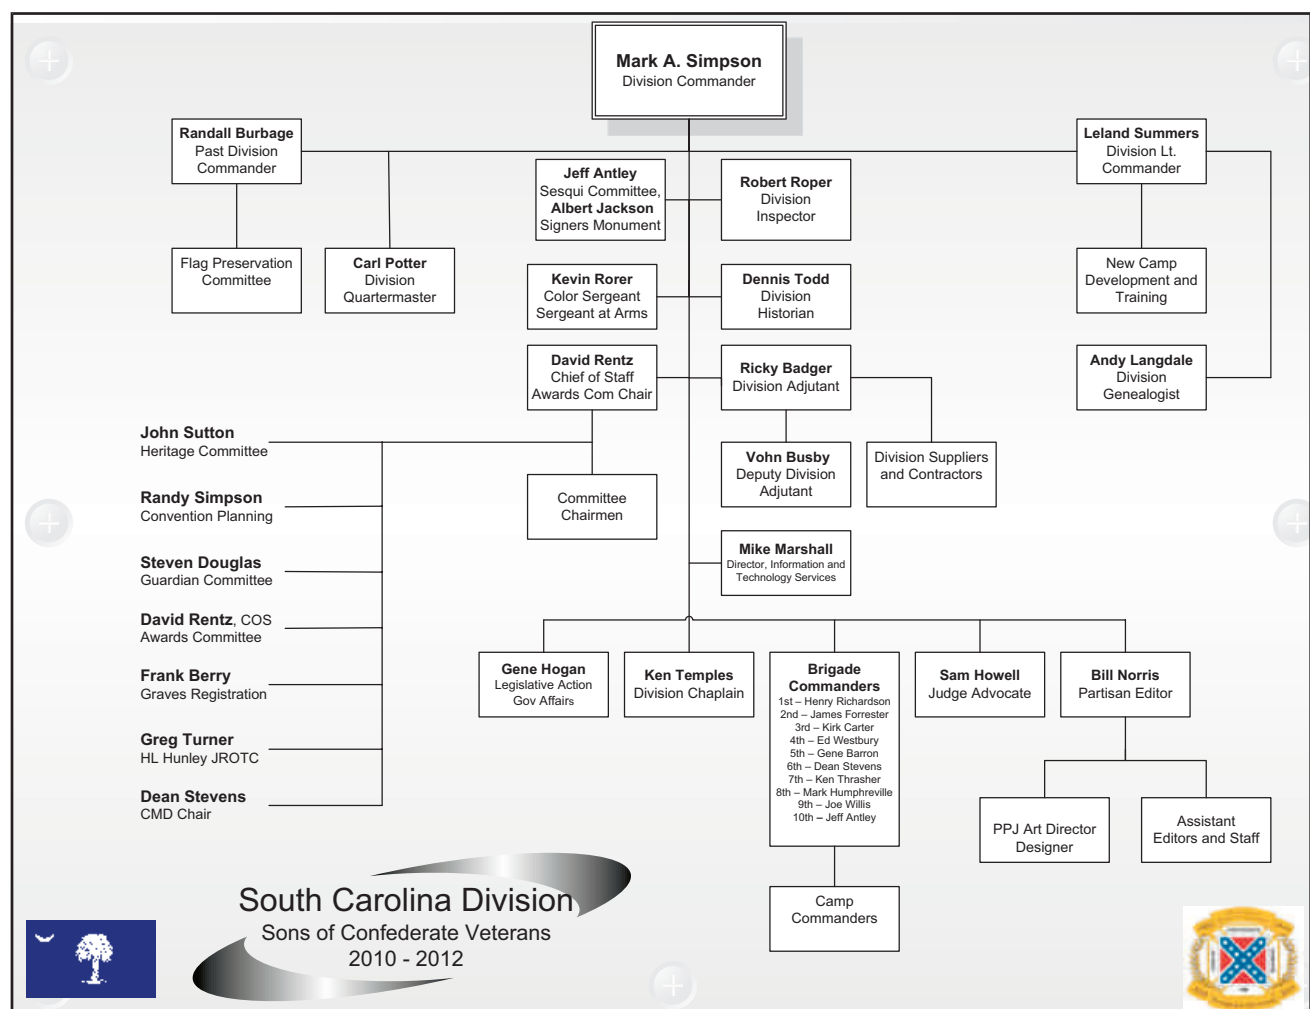 Mark A. Simpson
Division Commander
Randall Burbage
Past Division
Commander
Leland Summers
Division Lt.
Commander
Jeff Antley
Sesqui Committee,
Albert Jackson
Signers Monument
Robert Roper
Division
Inspector
Flag Preservation
Committee
Carl Potter
Division
Quartermaster
Kevin Rorer
Color Sergeant
Sergeant at Arms
Dennis Todd
Division
Historian
New Camp
Development and
Training
David Rentz
Chief of Staff
Awards Com Chair
Ricky Badger
Division Adjutant
Andy Langdale
Division
Genealogist
John Sutton
Heritage Committee
Randy Simpson
Convention Planning
Steven Douglas
Guardian Committee
David Rentz, COS
Awards Committee
Frank Berry
Graves Registration
Greg Turner
HL Hunley JROTC
Dean Stevens
CMD Chair
Committee
Chairmen
Vohn Busby
Deputy Division
Adjutant
Division Suppliers
and Contractors
Mike Marshall
Director, Information and
Technology Services
Gene Hogan
Legislative Action
Gov Affairs
Ken Temples
Division Chaplain
Brigade
Commanders
1st – Henry Richardson
2nd – James Forrester
3rd – Kirk Carter
4th – Ed Westbury
5th – Gene Barron
6th – Dean Stevens
7th – Ken Thrasher
8th – Mark Humphreville
9th – Joe Willis
10th – Jeff Antley
Sam Howell
Judge Advocate
Bill Norris
Partisan Editor
PPJ Art Director
Designer
Assistant
Editors and Staff
Camp
Commanders
South Carolina Division
Sons of Confederate Veterans
2010 - 2012